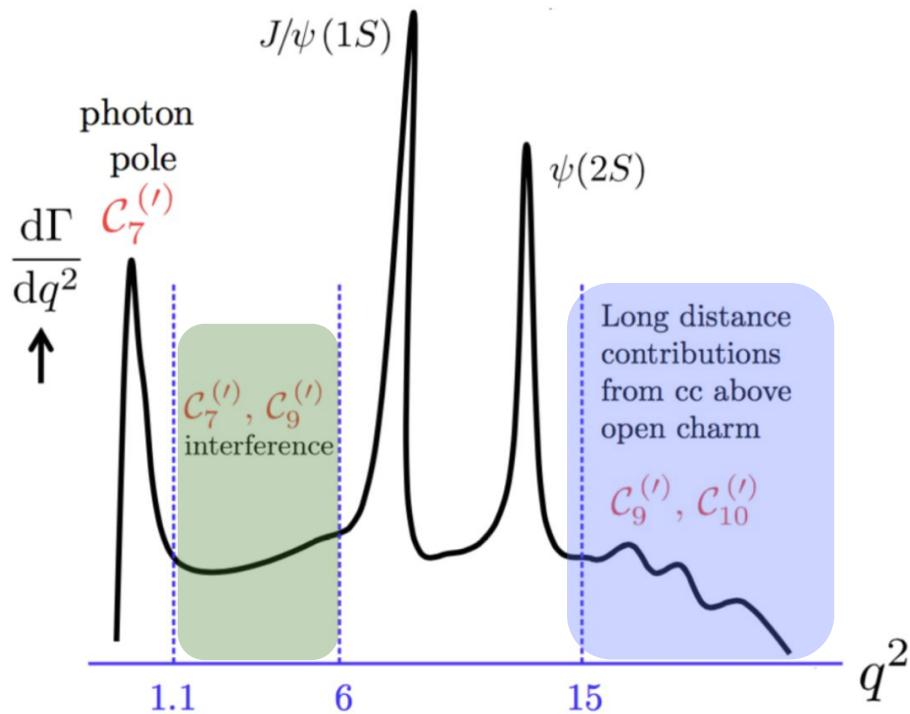 J/ψ(1S)
photon
pole
C₇^(′)
ψ(2S)
dΓ
dq²
Long distance
contributions
from cc above
open charm
C₇^(′), C₉^(′)
interference
C₉^(′), C₁₀^(′)
q²
1.1 6 15